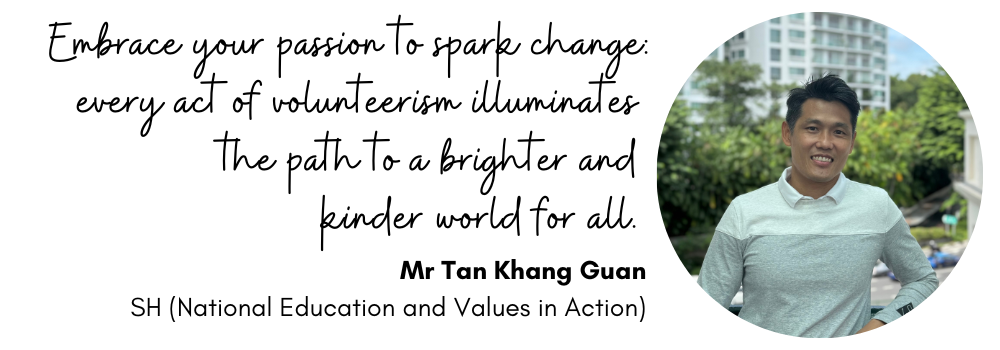 Embrace your passion to spark change:
every act of volunteerism illuminates
the path to a brighter and
kinder world for all.
Mr Tan Khang Guan
SH (National Education and Values in Action)